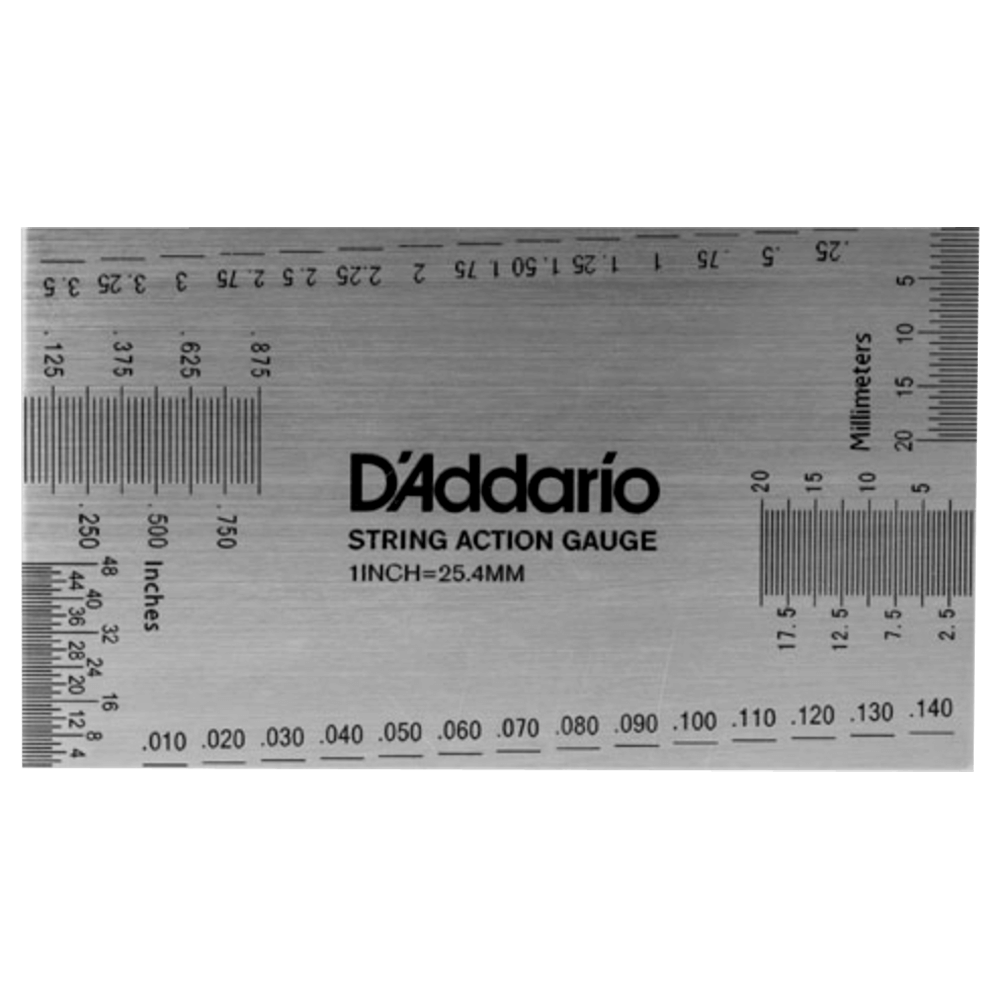 3.5 3.25 3 2.75 2.5 2.25 2 1.75 1.50 1.25 1 .75 .5 .25
.125 .375 .625 .875
.250 .500 .750
Inches
48 44 40 36 32 28 24 20 16 12 8 4
D'Addario
STRING ACTION GAUGE
1INCH=25.4MM
5 10 15 20
Millimeters
20 15 10 5
17.5 12.5 7.5 2.5
.010 .020 .030 .040 .050 .060 .070 .080 .090 .100 .110 .120 .130 .140